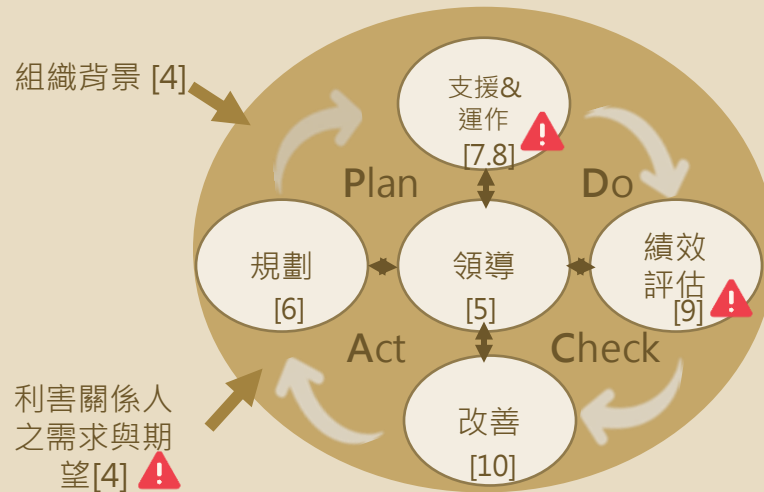 組織背景 [4]
支援&
運作
[7.8]
Plan
Do
規劃
[6]
領導
[5]
績效
評估
[9]
Act
Check
利害關係人
之需求與期
望[4]
改善
[10]